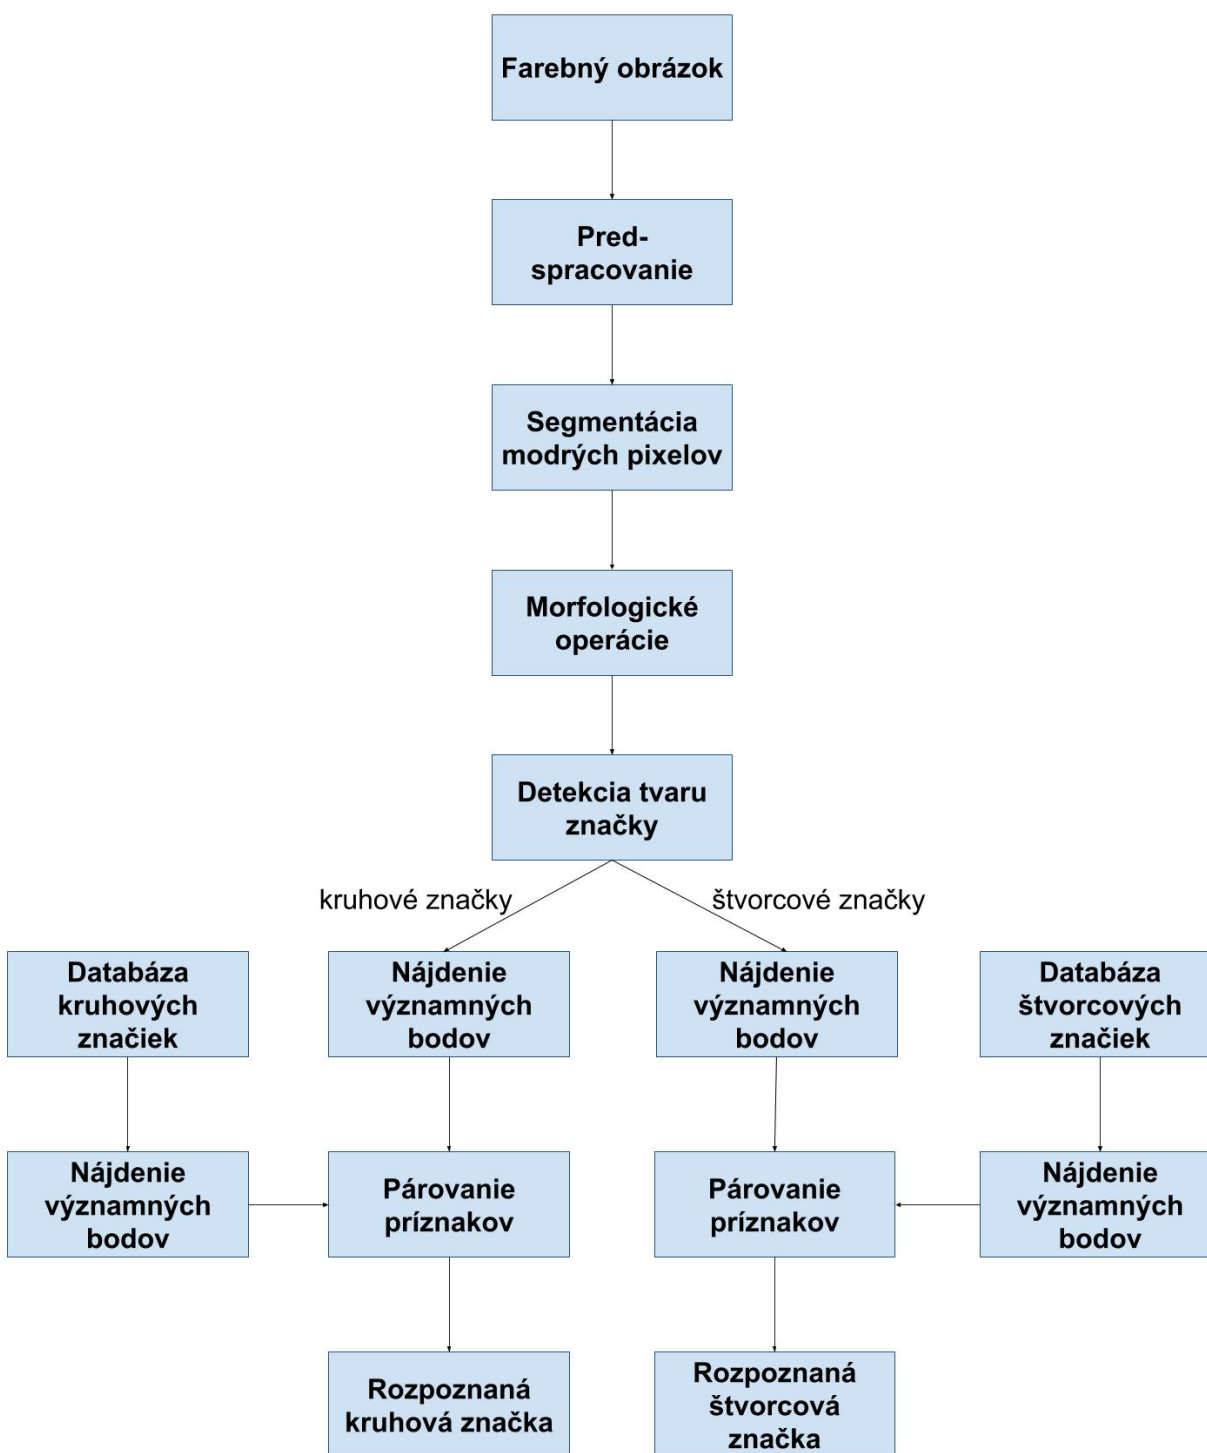 Farebný obrázok
Pred-
spracovanie
Segmentácia
modrých pixelov
Morfologické
operácie
Detekcia tvaru
značky
kruhové značky
štvorcové značky
Databáza
kruhových
značiek
Nájdenie
významných
bodov
Nájdenie
významných
bodov
Databáza
štvorcových
značiek
Nájdenie
významných
bodov
Párovanie
príznakov
Párovanie
príznakov
Nájdenie
významných
bodov
Rozpoznaná
kruhová značka
Rozpoznaná
štvorcová
značka